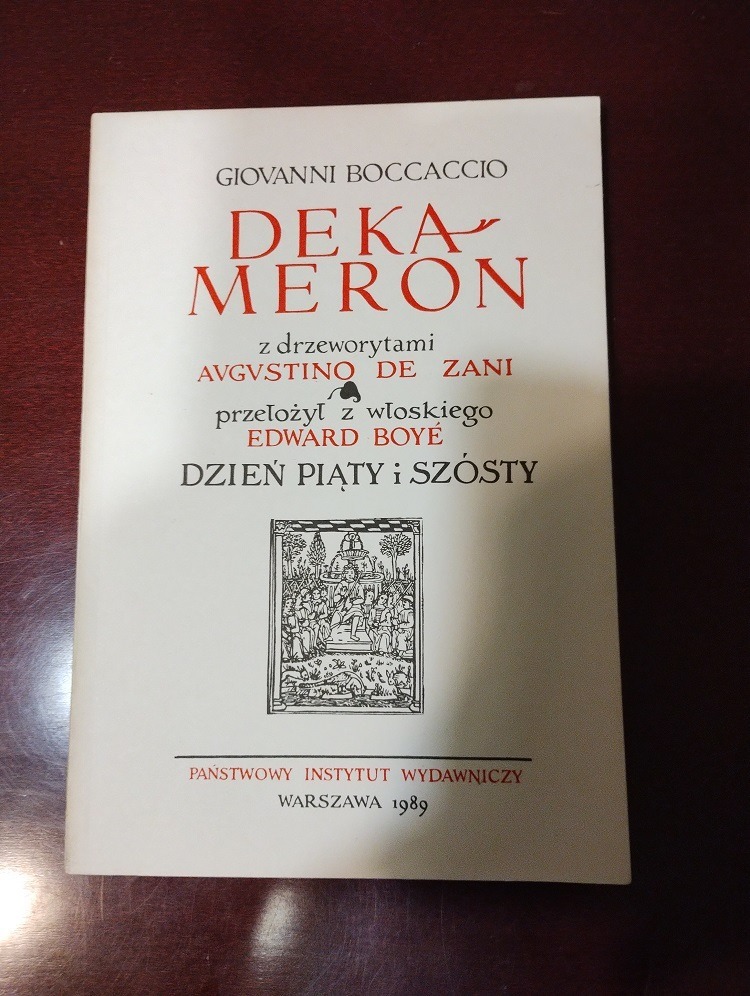 GIOVANNI BOCCACCIO
DEKA
MERON
z drzeworytami
AVGVSTINO DE ZANI
przełożył z włoskiego
EDWARD BOYÉ
DZIEŃ PIĄTY i SZÓSTY
PAŃSTWOWY INSTYTUT WYDAWNICZY
WARSZAWA 1989